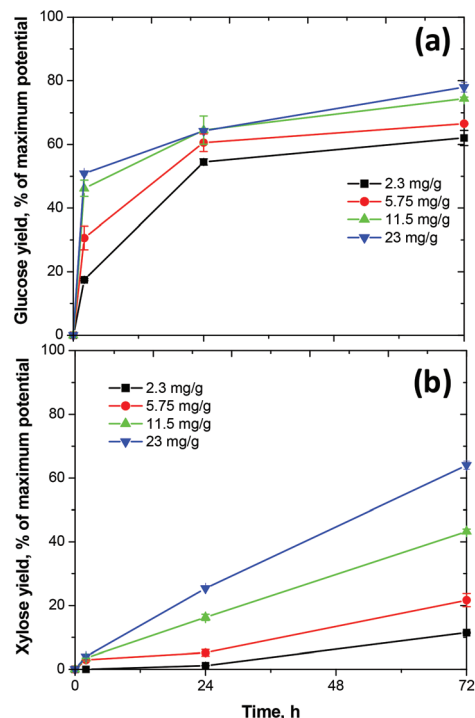 (a)
Glucose yield, % of maximum potential
100
80
60
40
20
0
2.3 mg/g
5.75 mg/g
11.5 mg/g
23 mg/g
(b)
Xylose yield, % of maximum potential
100
80
60
40
20
0
2.3 mg/g
5.75 mg/g
11.5 mg/g
23 mg/g
0 24 48 72
Time. h